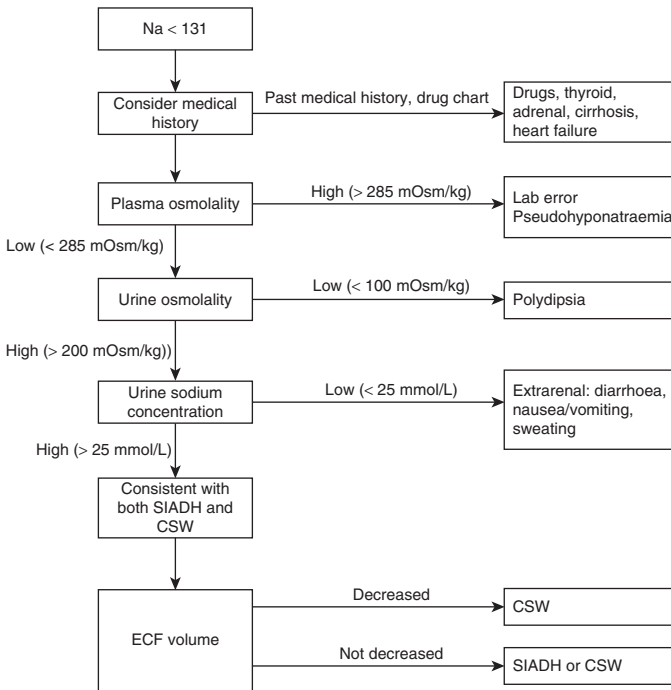 Na < 131
Consider medical
history
Past medical history, drug chart
Drugs, thyroid,
adrenal, cirrhosis,
heart failure
Plasma osmolality
High (> 285 mOsm/kg)
Lab error
Pseudohyponatraemia
Low (< 285 mOsm/kg)
Urine osmolality
Low (< 100 mOsm/kg)
Polydipsia
High (> 200 mOsm/kg))
Urine sodium
concentration
Low (< 25 mmol/L)
Extrarenal: diarrhoea,
nausea/vomiting,
sweating
High (> 25 mmol/L)
Consistent with
both SIADH and
CSW
ECF volume
Decreased
CSW
Not decreased
SIADH or CSW